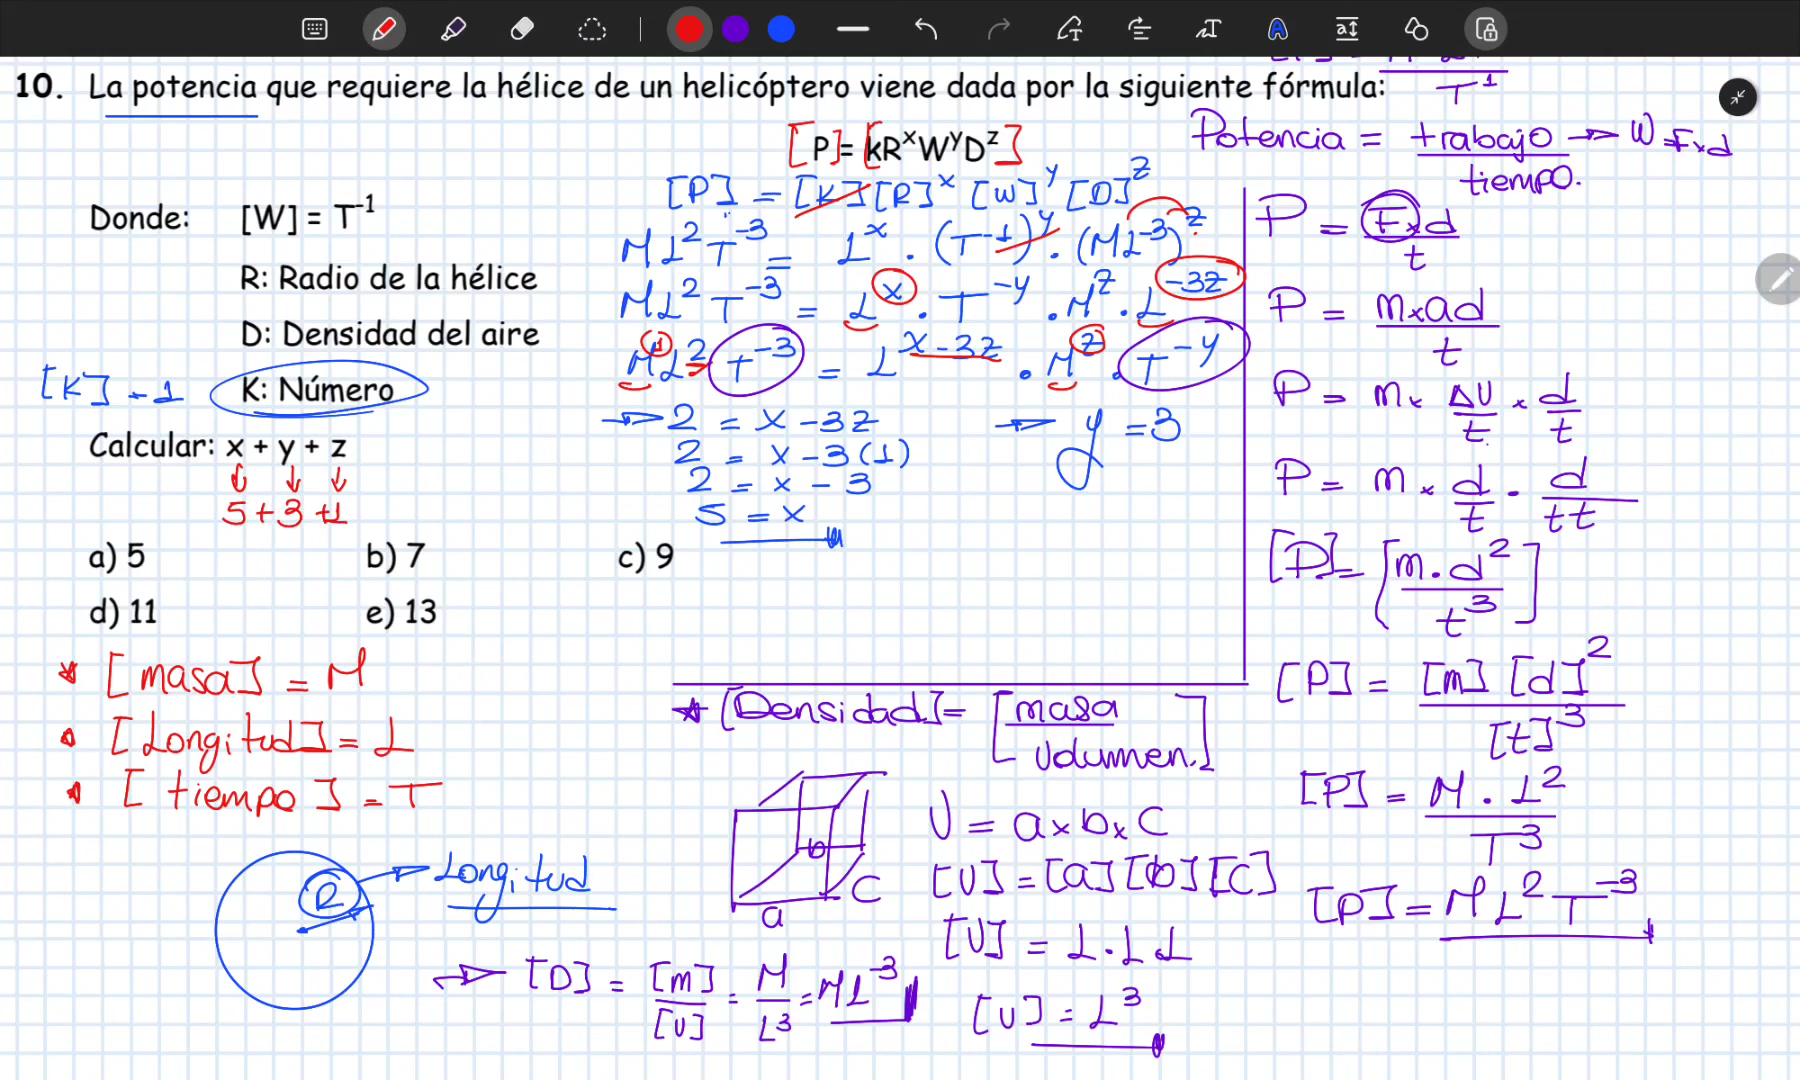 10. La potencia que requiere la hélice de un helicóptero viene dada por la siguiente fórmula:
[P] = [kR^xW^yD^z]
[P] = [K] [R]^x [W]^y [D]^z
Donde: [W] = T^-1
ML^2T^-3 = L^x . (T^-1)^y . (ML^-3)^z
R: Radio de la hélice
ML^2T^-3 = L^x . T^-y . M^z . L^-3z
D: Densidad del aire
M^1L^2T^-3 = L^x-3z . M^z . T^-y
[K] = 1 K: Número
→ 2 = x - 3z → y = 3
Calcular: x + y + z
2 = x - 3(1)
2 = x - 3
5 + 3 + 1
5 = x
a) 5 b) 7 c) 9
d) 11 e) 13
T^1
Potencia = trabajo → W = F x d
tiempo.
P = F x d
t
P = m x a d
t
P = m x ΔV x d
t. t
P = m x d . d
t tt
[P] = [m . d^2]
t^3
[P] = [m] [d]^2
[t]^3
[P] = M . L^2
T^3
[P] = M L^2 T^-3
[masa] = M
[Longitud] = L
[tiempo] = T
R → Longitud
[Densidad] = [masa
Volumen.]
b
c
a
V = a x b x c
[V] = [a] [b] [c]
[V] = L . L L
[V] = L^3
→ [D] = [m] = M = ML^-3
[V] L^3